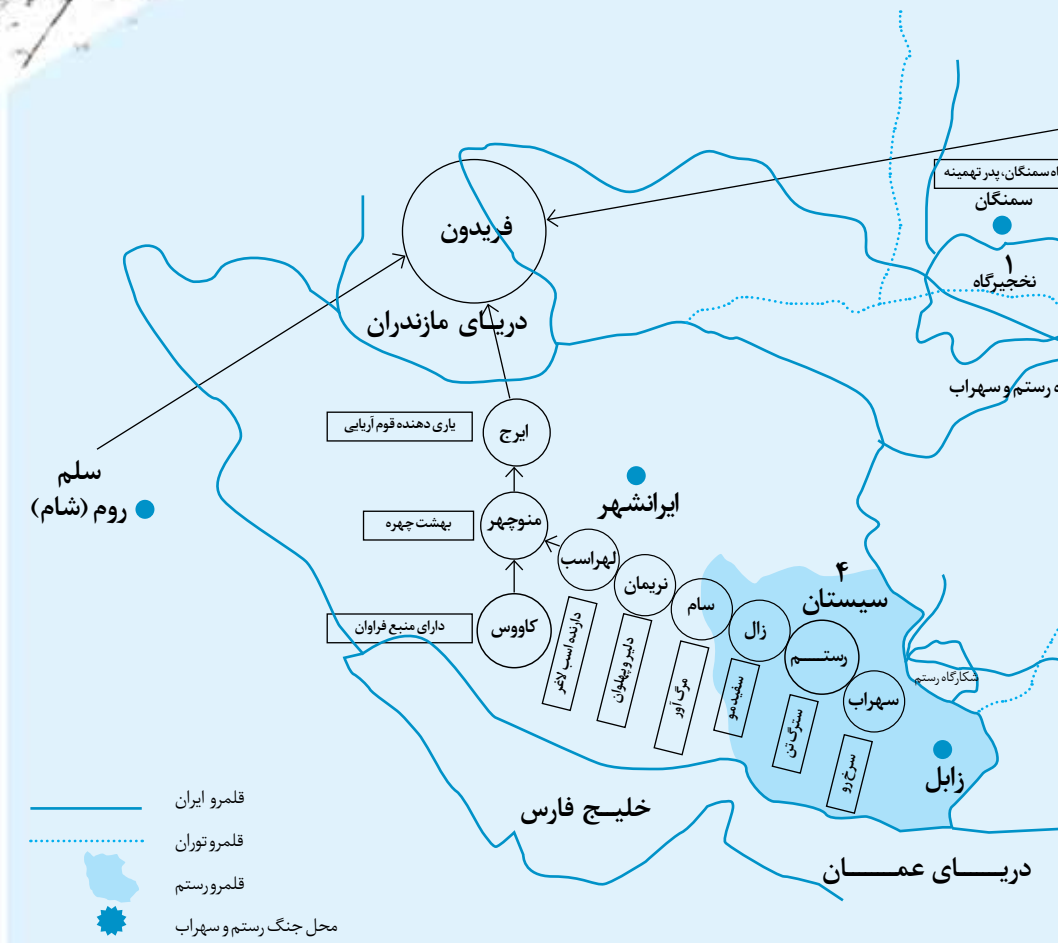 فریدون
دریای مازندران
اه سمنگان، پدر تهمینه
سمنگان
۱
نخجیرگاه
ه رستم و سهراب
یاری دهنده قوم آریایی
ایرج
سلم
روم (شام)
ایرانشهر
بهشت چهره
منوچهر
لهراسب
نریمان
سام
زال
رستم
سهراب
۴
سیستان
دارای منبع فراوان
کاووس
دارنده اسب لاغر
دلیر و پهلوان
مرگ آور
سفید مو
سترگ تن
سرخ رو
شکارگاه رستم
زابل
خلیج فارس
دریای عمان
قلمرو ایران
قلمرو توران
قلمرو رستم
محل جنگ رستم و سهراب